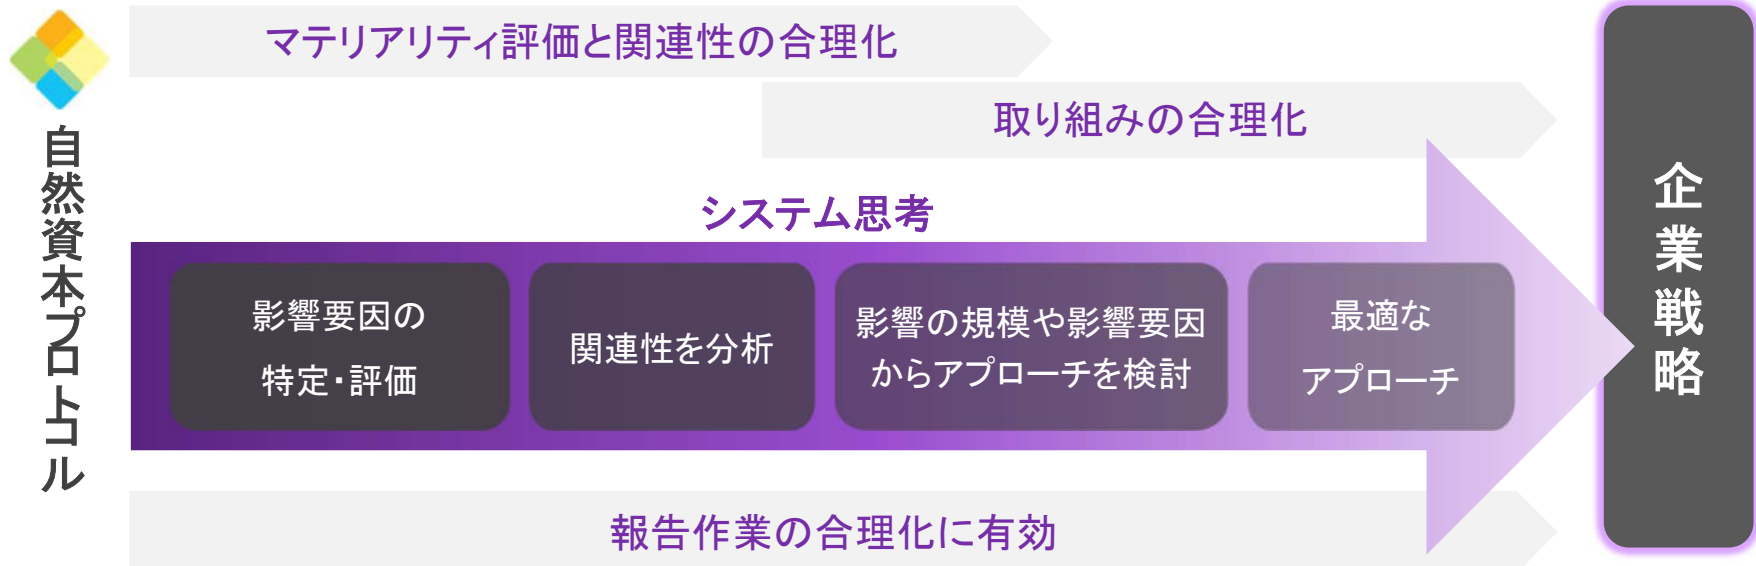 自然資本プロトコル
マテリアリティ評価と関連性の合理化
取り組みの合理化
システム思考
影響要因の
特定・評価
関連性を分析
影響の規模や影響要因
からアプローチを検討
最適な
アプローチ
報告作業の合理化に有効
企業戦略